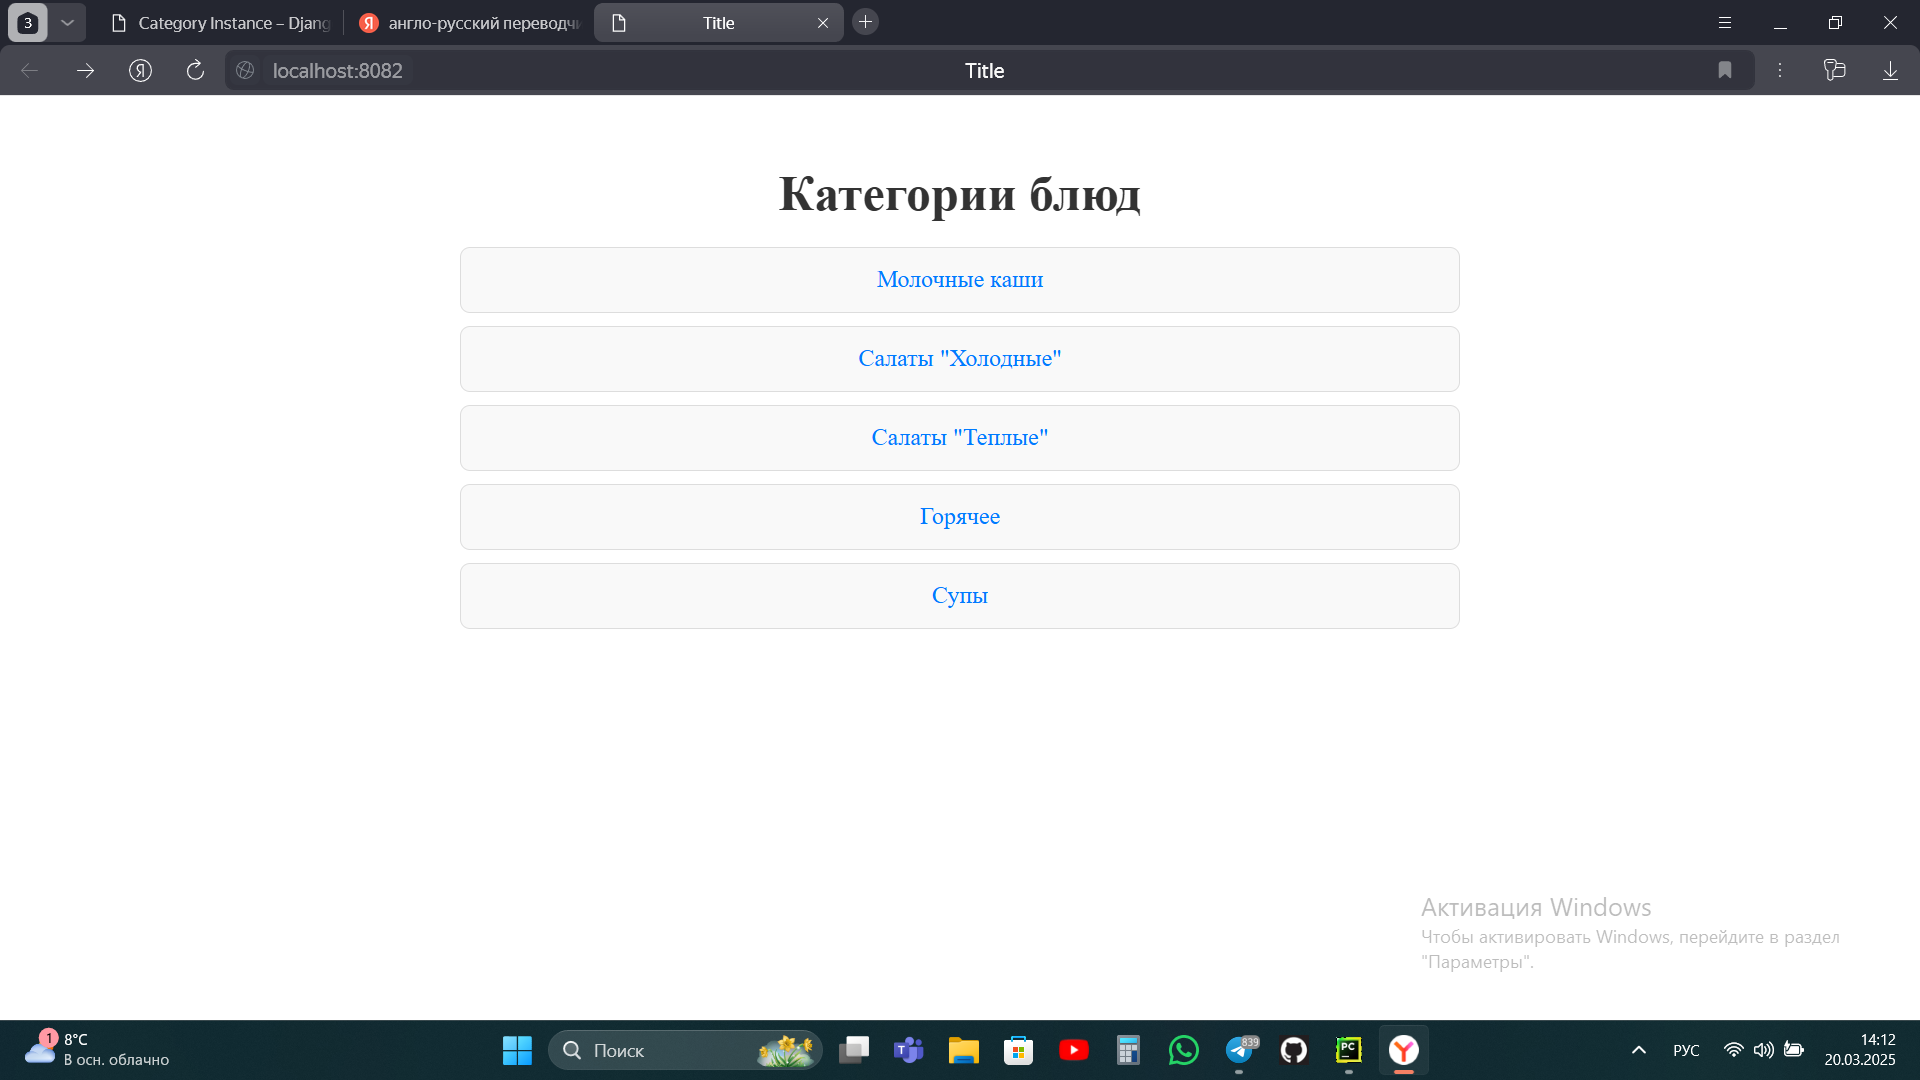 3
Category Instance – Djang
Я
англо-русский переводчи
Title
Я
localhost:8082
Title
Категории блюд
Молочные каши
Салаты "Холодные"
Салаты "Теплые"
Горячее
Супы
Активация Windows
Чтобы активировать Windows, перейдите в раздел
"Параметры".
1
8°C
В осн. облачно
Поиск
T
839
PC
Y
РУС
14:12
20.03.2025